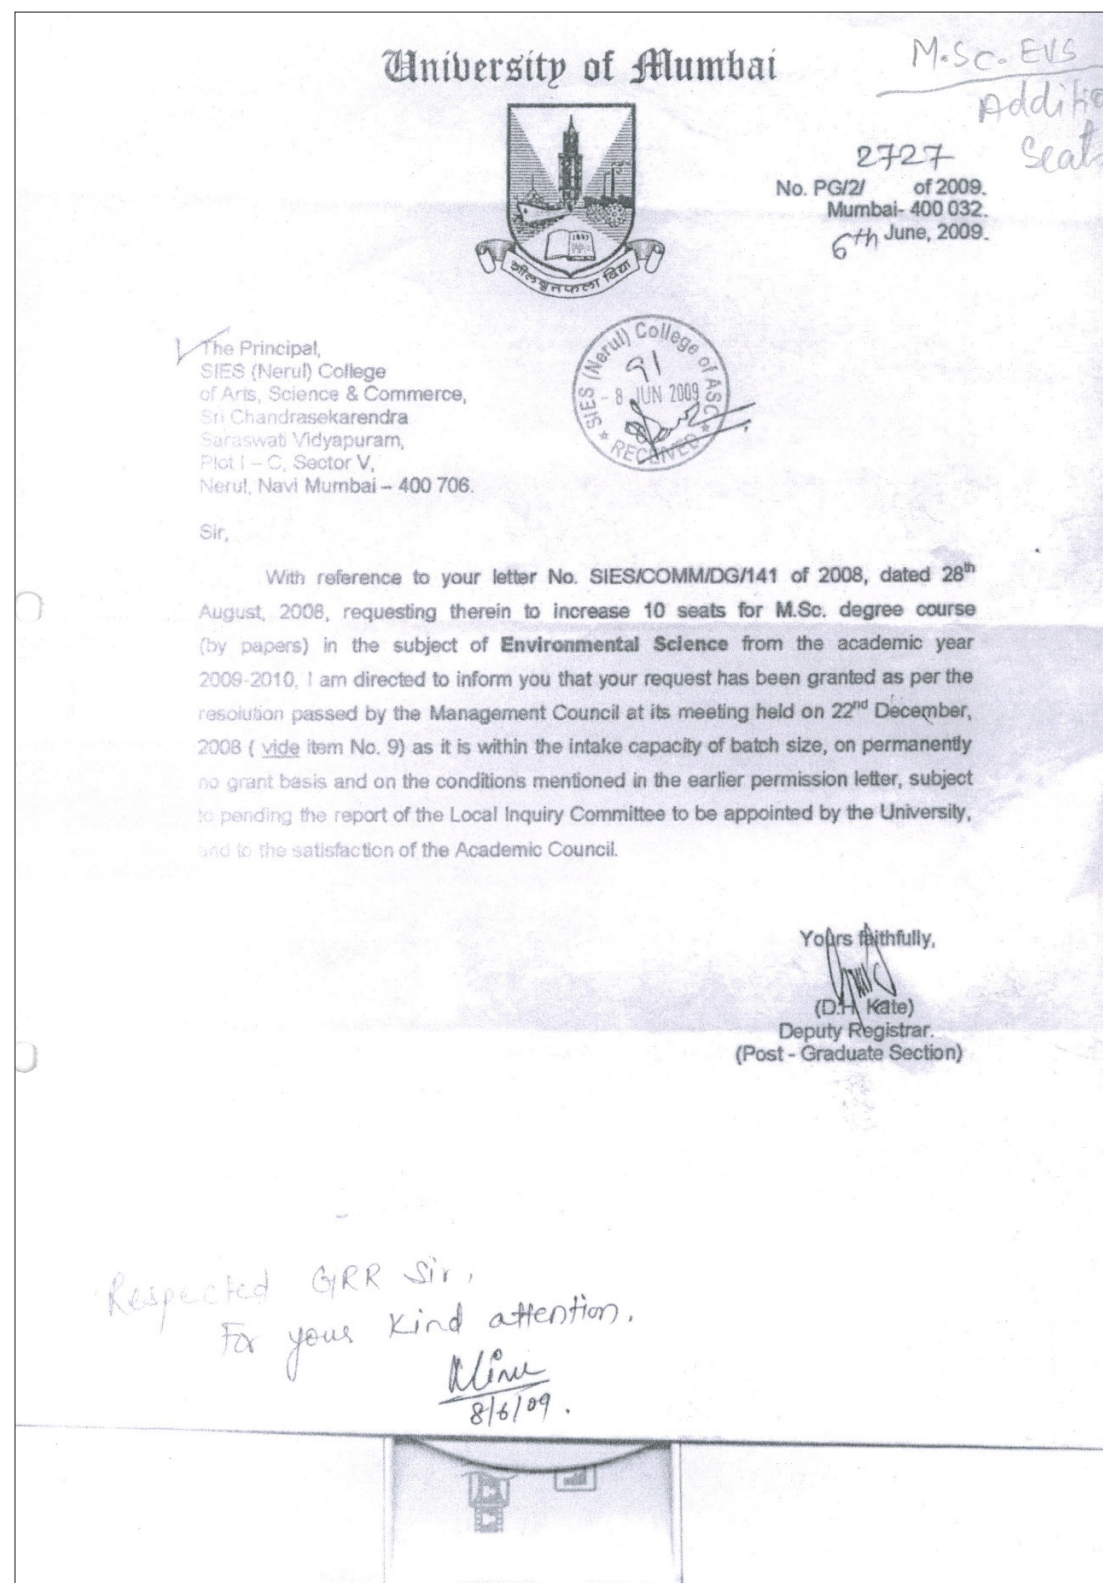 University of Mumbai
M.Sc. EVS
Additio
Seats
2727
No. PG/2/ of 2009.
Mumbai- 400 032.
6th June, 2009.
शीलवृतफला विद्या
The Principal,
SIES (Nerul) College
of Arts, Science & Commerce,
Sri Chandrasekarendra
Saraswati Vidyapuram,
Plot I – C, Sector V,
Nerul, Navi Mumbai – 400 706.
SIES (Nerul) College of ASC
91
- 8 JUN 2009
★ RECEIVED ★
Sir,
With reference to your letter No. SIES/COMM/DG/141 of 2008, dated 28th
August, 2008, requesting therein to increase 10 seats for M.Sc. degree course
(by papers) in the subject of Environmental Science from the academic year
2009-2010, I am directed to inform you that your request has been granted as per the
resolution passed by the Management Council at its meeting held on 22nd December,
2008 ( vide item No. 9) as it is within the intake capacity of batch size, on permanently
no grant basis and on the conditions mentioned in the earlier permission letter, subject
to pending the report of the Local Inquiry Committee to be appointed by the University,
and to the satisfaction of the Academic Council.
Yours faithfully,
(D.H. Kate)
Deputy Registrar.
(Post - Graduate Section)
Respected GRR Sir,
For your kind attention.
8/6/09.